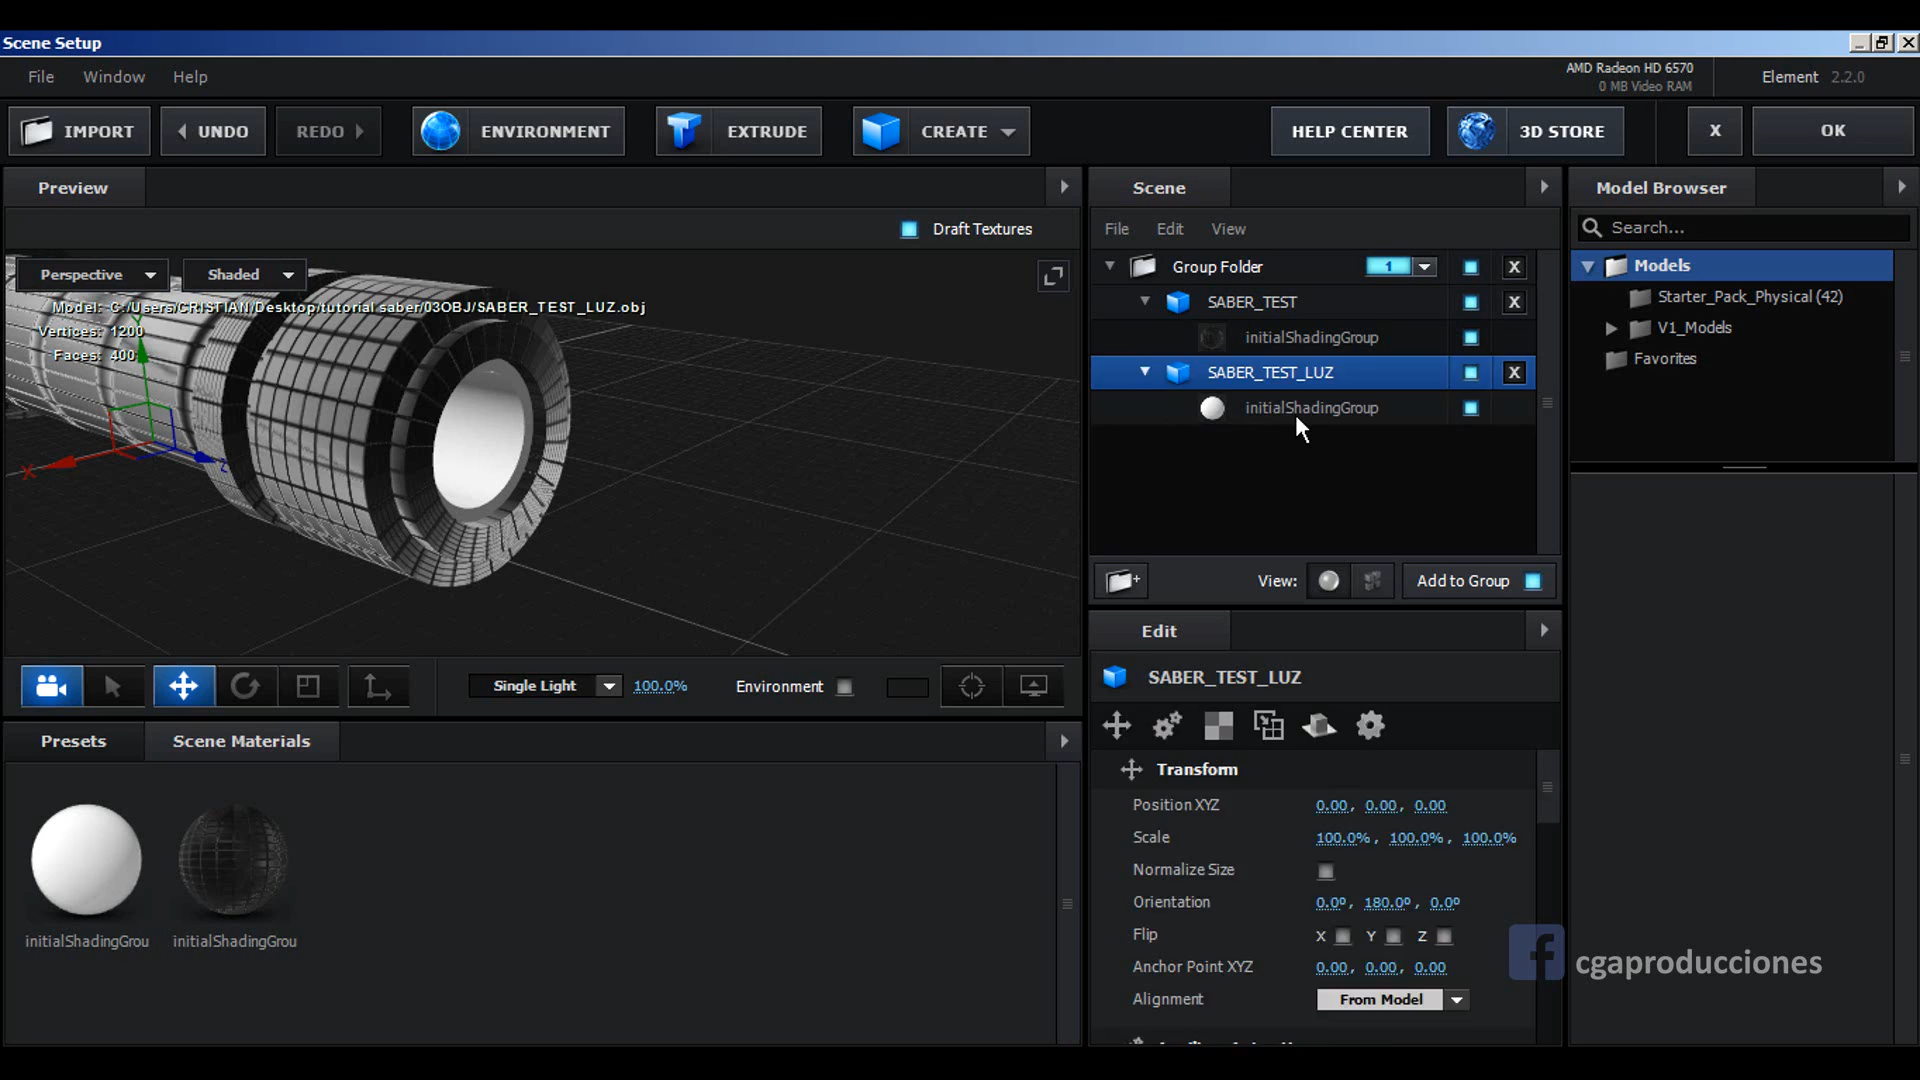 Scene Setup
File Window Help
AMD Radeon HD 6570
0 MB Video RAM
Element 2.2.0
IMPORT UNDO REDO ENVIRONMENT EXTRUDE CREATE HELP CENTER 3D STORE X OK
Preview
Draft Textures
Perspective Shaded
Model: C:/Users/CRISTIAN/Desktop/tutorial saber/03OBJ/SABER_TEST_LUZ.obj
Vertices: 1200
Faces: 400
X
Z
Single Light 100.0% Environment
Presets Scene Materials
initialShadingGrou initialShadingGrou
Scene
File Edit View
Group Folder 1 X
SABER_TEST X
initialShadingGroup
SABER_TEST_LUZ X
initialShadingGroup
View: Add to Group
Edit
SABER_TEST_LUZ
Transform
Position XYZ 0.00, 0.00, 0.00
Scale 100.0%, 100.0%, 100.0%
Normalize Size
Orientation 0.0º, 180.0º, 0.0º
Flip X Y Z
Anchor Point XYZ 0.00, 0.00, 0.00
Alignment From Model
Model Browser
Search...
Models
Starter_Pack_Physical (42)
V1_Models
Favorites
f cgaproducciones